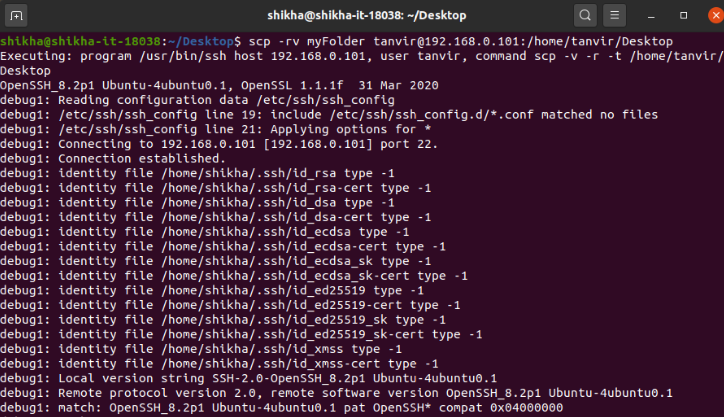 shikha@shikha-it-18038: ~/Desktop
shikha@shikha-it-18038:~/Desktop$ scp -rv myFolder tanvir@192.168.0.101:/home/tanvir/Desktop
Executing: program /usr/bin/ssh host 192.168.0.101, user tanvir, command scp -v -r -t /home/tanvir/
Desktop
OpenSSH_8.2p1 Ubuntu-4ubuntu0.1, OpenSSL 1.1.1f  31 Mar 2020
debug1: Reading configuration data /etc/ssh/ssh_config
debug1: /etc/ssh/ssh_config line 19: include /etc/ssh/ssh_config.d/*.conf matched no files
debug1: /etc/ssh/ssh_config line 21: Applying options for *
debug1: Connecting to 192.168.0.101 [192.168.0.101] port 22.
debug1: Connection established.
debug1: identity file /home/shikha/.ssh/id_rsa type -1
debug1: identity file /home/shikha/.ssh/id_rsa-cert type -1
debug1: identity file /home/shikha/.ssh/id_dsa type -1
debug1: identity file /home/shikha/.ssh/id_dsa-cert type -1
debug1: identity file /home/shikha/.ssh/id_ecdsa type -1
debug1: identity file /home/shikha/.ssh/id_ecdsa-cert type -1
debug1: identity file /home/shikha/.ssh/id_ecdsa_sk type -1
debug1: identity file /home/shikha/.ssh/id_ecdsa_sk-cert type -1
debug1: identity file /home/shikha/.ssh/id_ed25519 type -1
debug1: identity file /home/shikha/.ssh/id_ed25519-cert type -1
debug1: identity file /home/shikha/.ssh/id_ed25519_sk type -1
debug1: identity file /home/shikha/.ssh/id_ed25519_sk-cert type -1
debug1: identity file /home/shikha/.ssh/id_xmss type -1
debug1: identity file /home/shikha/.ssh/id_xmss-cert type -1
debug1: Local version string SSH-2.0-OpenSSH_8.2p1 Ubuntu-4ubuntu0.1
debug1: Remote protocol version 2.0, remote software version OpenSSH_8.2p1 Ubuntu-4ubuntu0.1
debug1: match: OpenSSH_8.2p1 Ubuntu-4ubuntu0.1 pat OpenSSH* compat 0x04000000